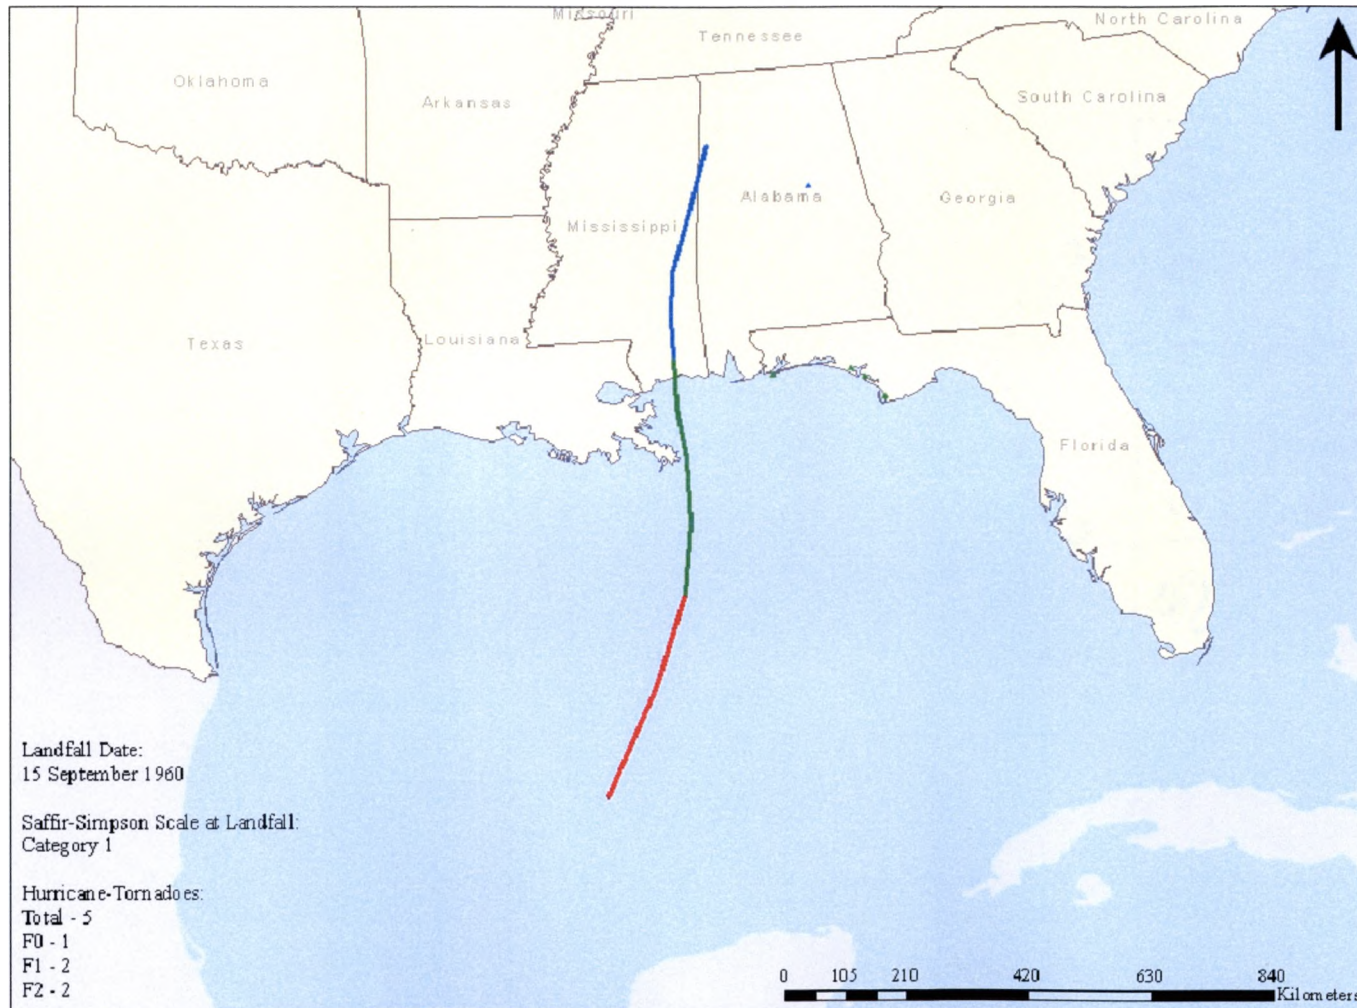 Missouri
North Carolina
Tennessee
Oklahoma
Arkansas
South Carolina
Mississippi
Alabama
Georgia
Texas
Louisiana
Florida
Landfall Date:
15 September 1960
Saffir-Simpson Scale at Landfall:
Category 1
Hurricane-Tornadoes:
Total - 5
F0 - 1
F1 - 2
F2 - 2
0 105 210 420 630 840
Kilometers